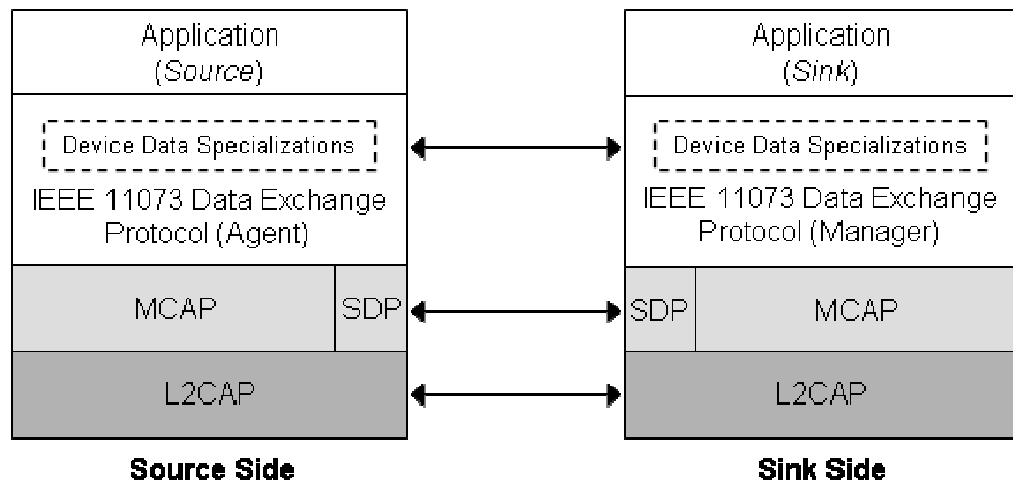 Application
(Source)
Device Data Specializations
IEEE 11073 Data Exchange
Protocol (Agent)
MCAP
SDP
L2CAP
Source Side
Application
(Sink)
Device Data Specializations
IEEE 11073 Data Exchange
Protocol (Manager)
SDP
MCAP
L2CAP
Sink Side